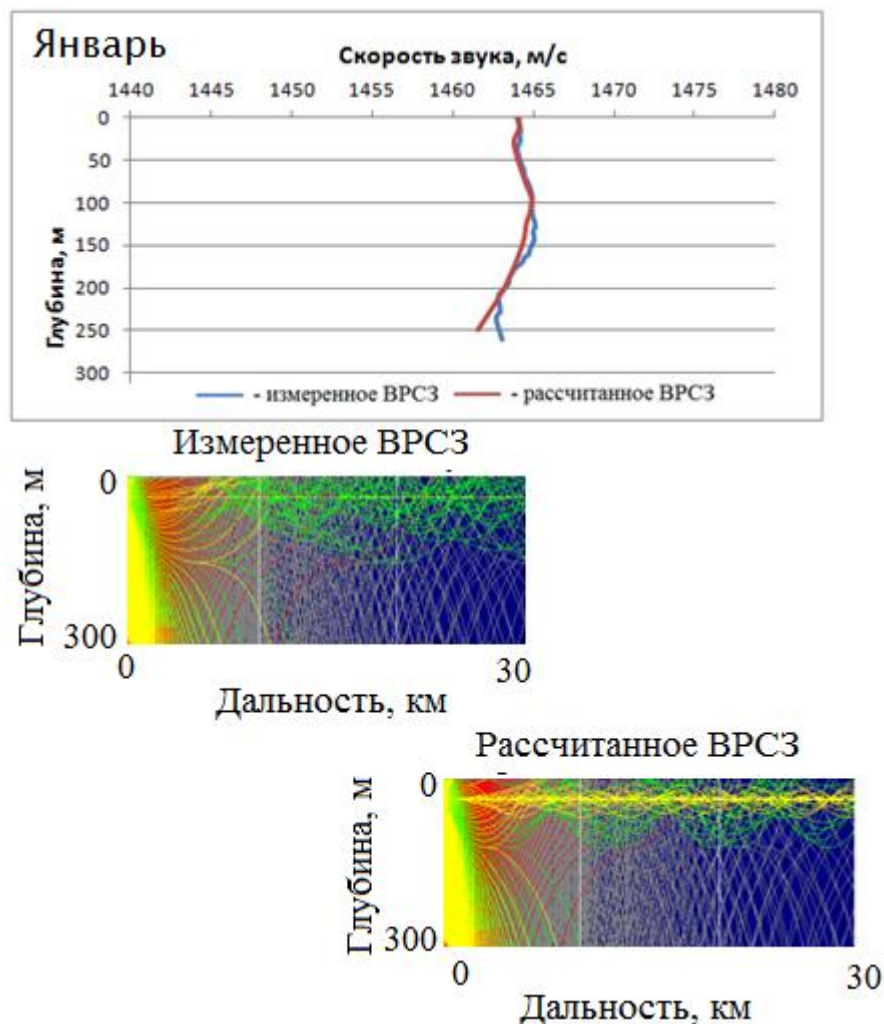 Январь
Скорость звука, м/с
1440 1445 1450 1455 1460 1465 1470 1475 1480
0
50
100
150
200
250
300
Глубина, м
- измеренное ВРСЗ - рассчитанное ВРСЗ
Измеренное ВРСЗ
0
Глубина, м
300
0 30
Дальность, км
Рассчитанное ВРСЗ
0
Глубина, м
300
0 30
Дальность, км